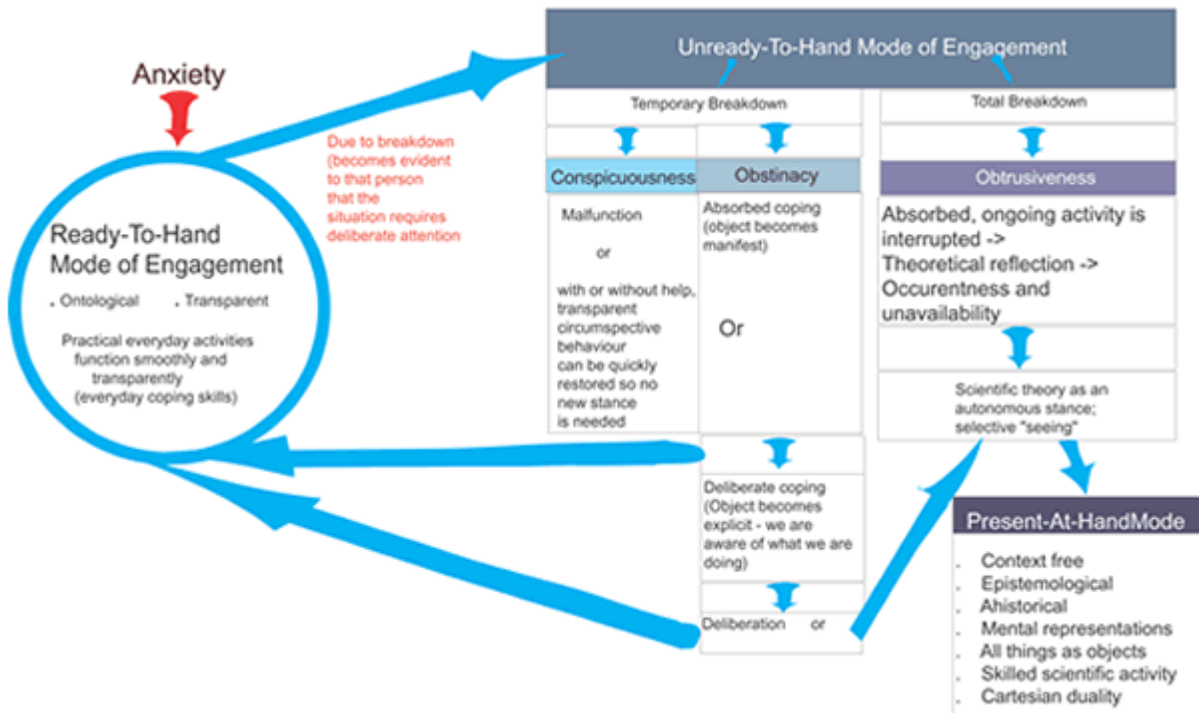 Anxiety
Ready-To-Hand
Mode of Engagement
. Ontological . Transparent
Practical everyday activities
function smoothly and
transparently
(everyday coping skills)
Due to breakdown
(becomes evident
to that person
that the
situation requires
deliberate attention
Unready-To-Hand Mode of Engagement
Temporary Breakdown
Total Breakdown
Conspicuousness
Malfunction
or
with or without help,
transparent
circumspective
behaviour
can be quickly
restored so no
new stance
is needed
Obstinacy
Absorbed coping
(object becomes
manifest)
Or
Deliberate coping
(Object becomes
explicit - we are
aware of what we are
doing)
Deliberation or
Obtrusiveness
Absorbed, ongoing activity is
interrupted ->
Theoretical reflection ->
Occurentness and
unavailability
Scientific theory as an
autonomous stance;
selective "seeing"
Present-At-HandMode
. Context free
. Epistemological
. Ahistorical
. Mental representations
. All things as objects
. Skilled scientific activity
. Cartesian duality